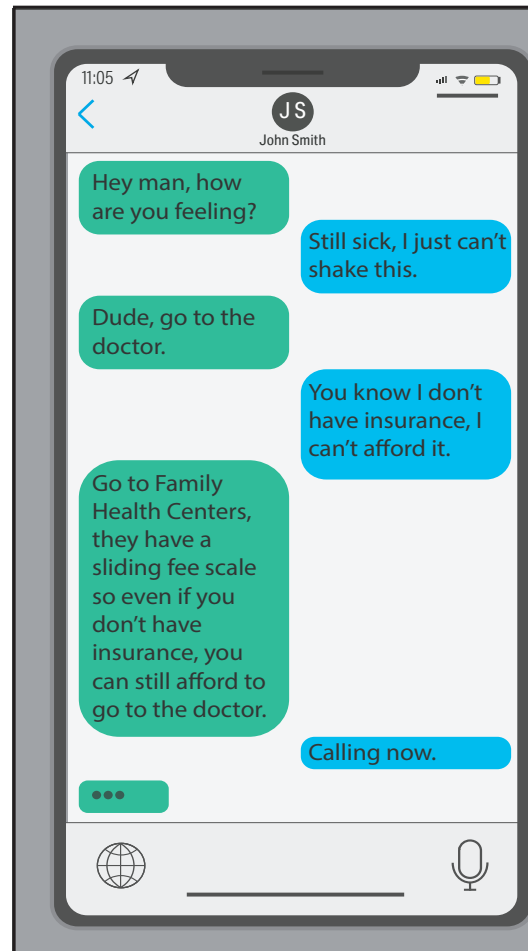 11:05
J S
John Smith
Hey man, how
are you feeling?
Still sick, I just can’t
shake this.
Dude, go to the
doctor.
You know I don’t
have insurance, I
can’t afford it.
Go to Family
Health Centers,
they have a
sliding fee scale
so even if you
don’t have
insurance, you
can still afford to
go to the doctor.
Calling now.